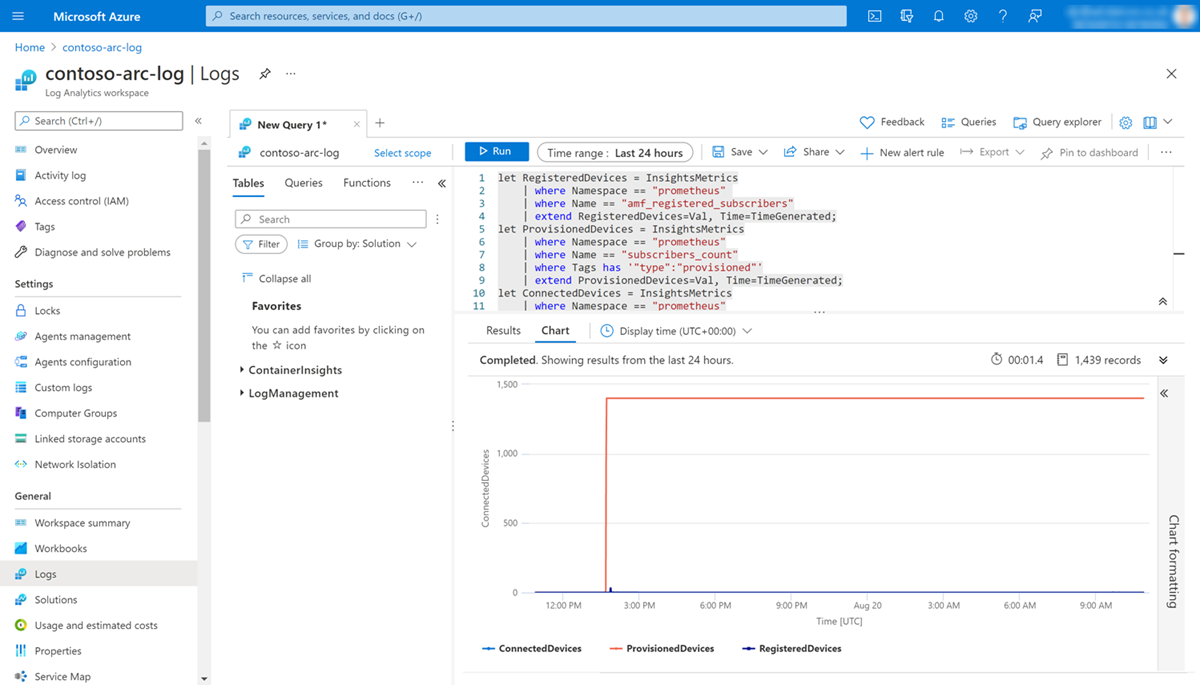 Microsoft Azure
Search resources, services, and docs (G+/)
Home > contoso-arc-log
contoso-arc-log | Logs
Log Analytics workspace
Search (Ctrl+/)
Overview
Activity log
Access control (IAM)
Tags
Diagnose and solve problems
Settings
Locks
Agents management
Agents configuration
Custom logs
Computer Groups
Linked storage accounts
Network Isolation
General
Workspace summary
Workbooks
Logs
Solutions
Usage and estimated costs
Properties
Service Map
New Query 1*
Feedback
Queries
Query explorer
contoso-arc-log
Select scope
Run
Time range : Last 24 hours
Save
Share
New alert rule
Export
Pin to dashboard
Tables
Queries
Functions
Search
Filter
Group by: Solution
Collapse all
Favorites
You can add favorites by clicking on
the ☆ icon
ContainerInsights
LogManagement
1 let RegisteredDevices = InsightsMetrics
2 | where Namespace == "prometheus"
3 | where Name == "amf_registered_subscribers"
4 | extend RegisteredDevices=Val, Time=TimeGenerated;
5 let ProvisionedDevices = InsightsMetrics
6 | where Namespace == "prometheus"
7 | where Name == "subscribers_count"
8 | where Tags has '"type":"provisioned"'
9 | extend ProvisionedDevices=Val, Time=TimeGenerated;
10 let ConnectedDevices = InsightsMetrics
11 | where Namespace == "prometheus"
Results
Chart
Display time (UTC+00:00)
Completed. Showing results from the last 24 hours.
00:01.4
1,439 records
1,500
1,000
500
0
ConnectedDevices
12:00 PM
3:00 PM
6:00 PM
9:00 PM
Aug 20
3:00 AM
6:00 AM
9:00 AM
Time [UTC]
ConnectedDevices
ProvisionedDevices
RegisteredDevices
Chart formatting